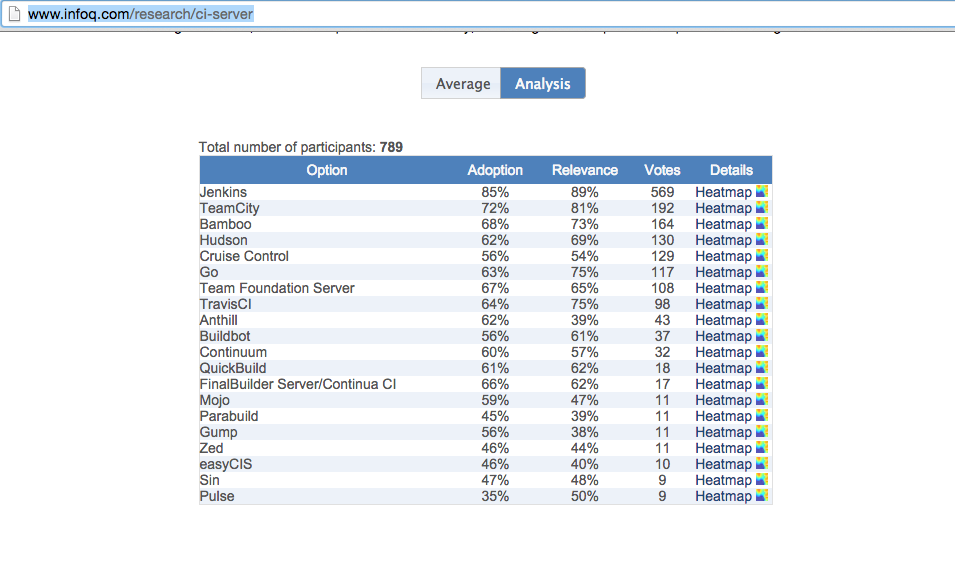 www.infoq.com/research/ci-server
Average Analysis
Total number of participants: 789
Option Adoption Relevance Votes Details
Jenkins 85% 89% 569 Heatmap
TeamCity 72% 81% 192 Heatmap
Bamboo 68% 73% 164 Heatmap
Hudson 62% 69% 130 Heatmap
Cruise Control 56% 54% 129 Heatmap
Go 63% 75% 117 Heatmap
Team Foundation Server 67% 65% 108 Heatmap
TravisCI 64% 75% 98 Heatmap
Anthill 62% 39% 43 Heatmap
Buildbot 56% 61% 37 Heatmap
Continuum 60% 57% 32 Heatmap
QuickBuild 61% 62% 18 Heatmap
FinalBuilder Server/Continua CI 66% 62% 17 Heatmap
Mojo 59% 47% 11 Heatmap
Parabuild 45% 39% 11 Heatmap
Gump 56% 38% 11 Heatmap
Zed 46% 44% 11 Heatmap
easyCIS 46% 40% 10 Heatmap
Sin 47% 48% 9 Heatmap
Pulse 35% 50% 9 Heatmap